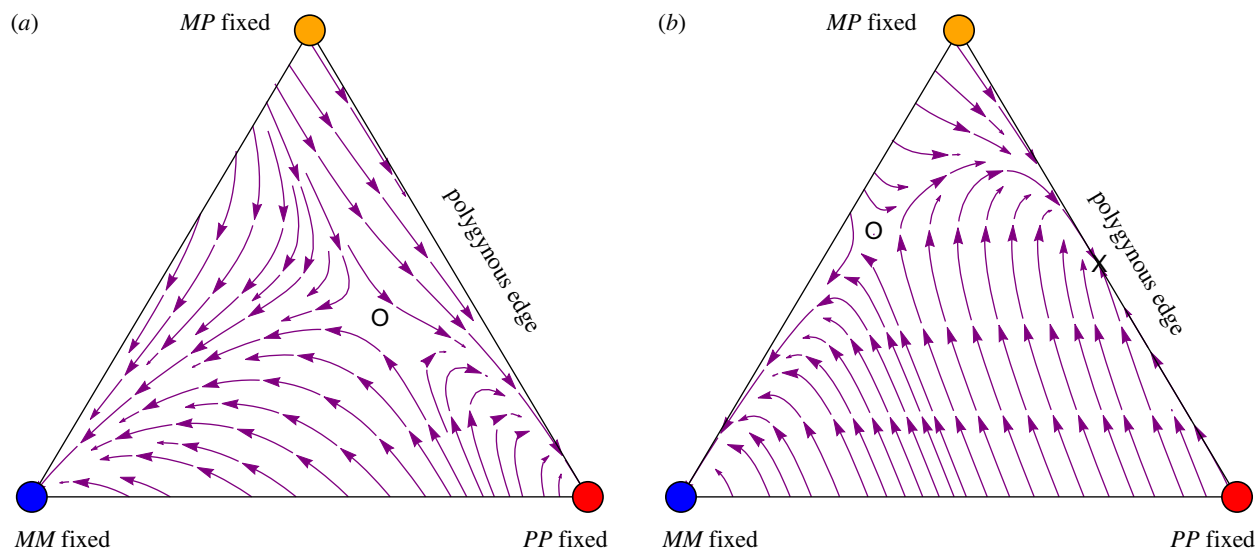 (a)
MP fixed
polygynous edge
O
MM fixed
PP fixed
(b)
MP fixed
polygynous edge
O
X
MM fixed
PP fixed